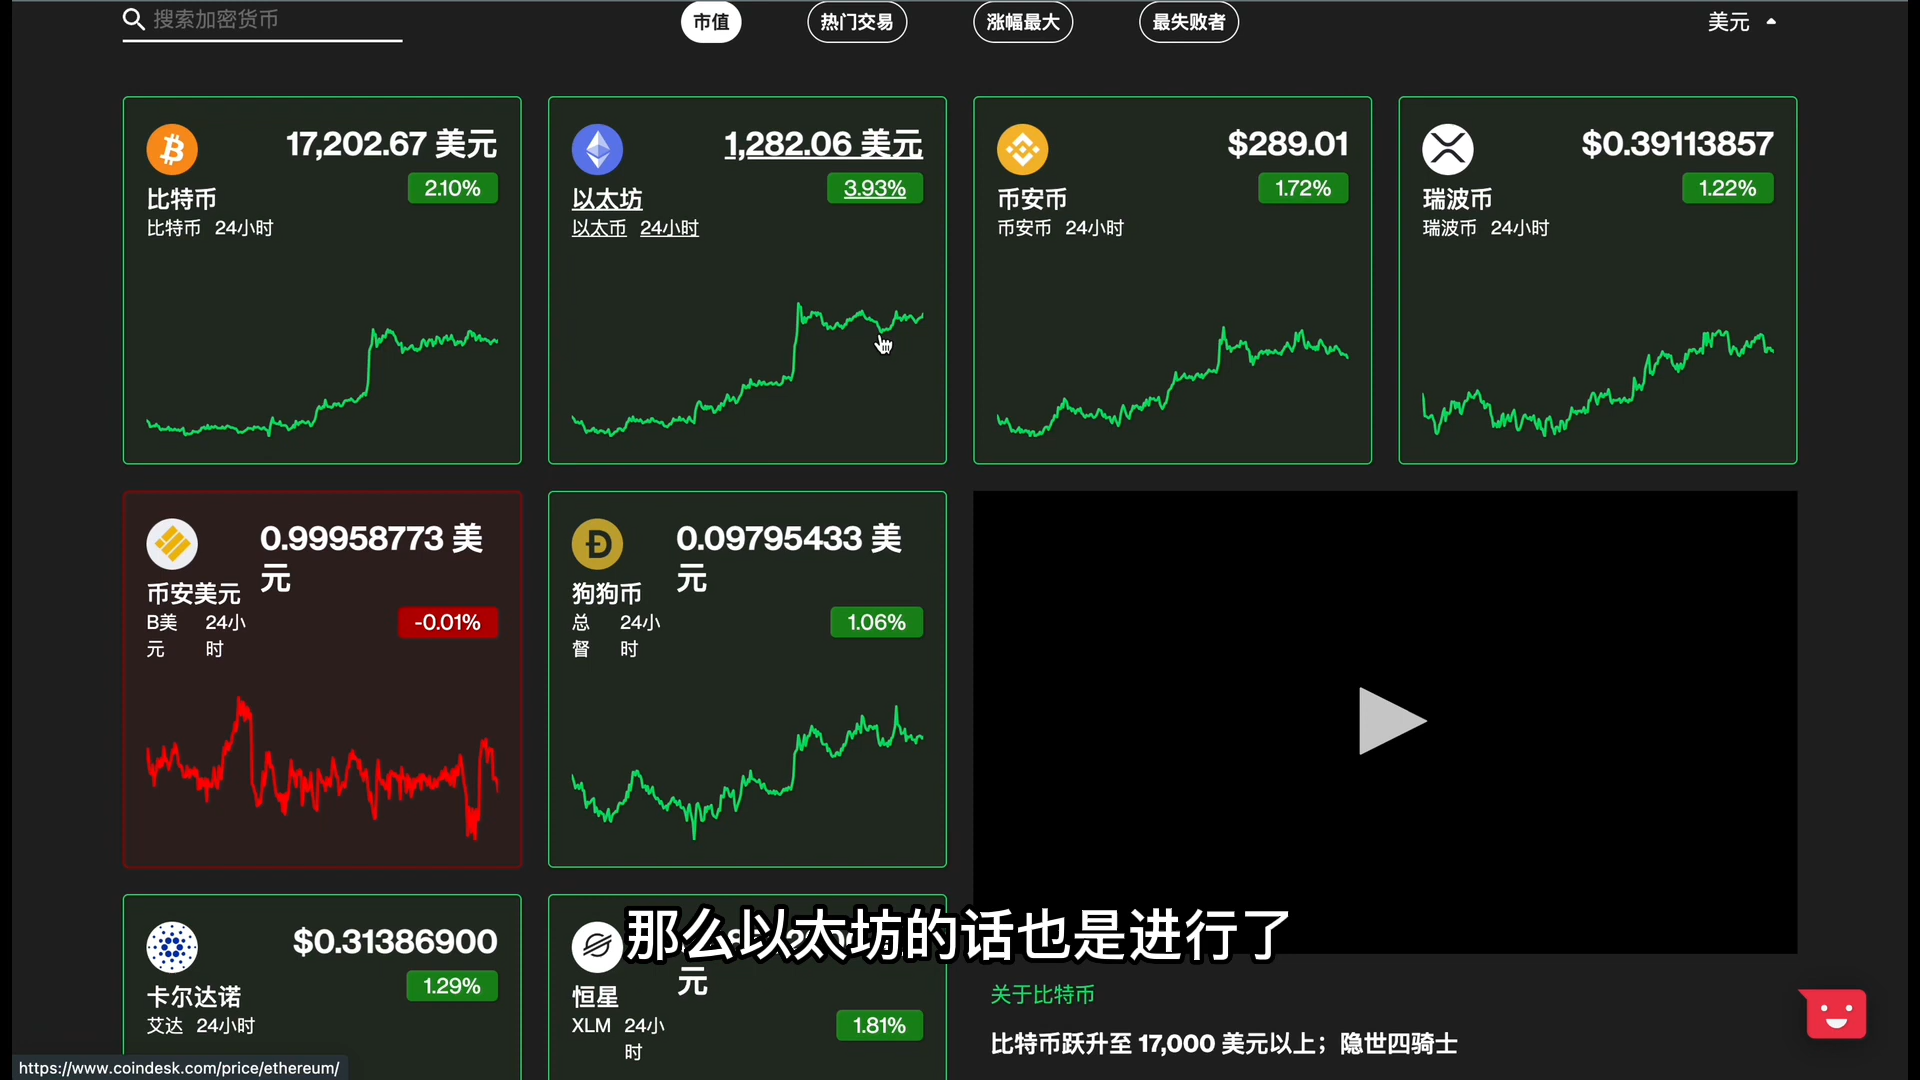 搜索加密货币
市值
热门交易
涨幅最大
最失败者
美元
17,202.67 美元
2.10%
比特币
比特币 24小时
1,282.06 美元
3.93%
以太坊
以太币 24小时
$289.01
1.72%
币安币
币安币 24小时
$0.39113857
1.22%
瑞波币
瑞波币 24小时
0.99958773 美
元
币安美元
B美 24小
元 时
-0.01%
0.09795433 美
元
狗狗币
总 24小
督 时
1.06%
$0.31386900
1.29%
卡尔达诺
艾达 24小时
元
恒星
XLM 24小
时
1.81%
那么以太坊的话也是进行了
关于比特币
比特币跃升至 17,000 美元以上；隐世四骑士
https://www.coindesk.com/price/ethereum/